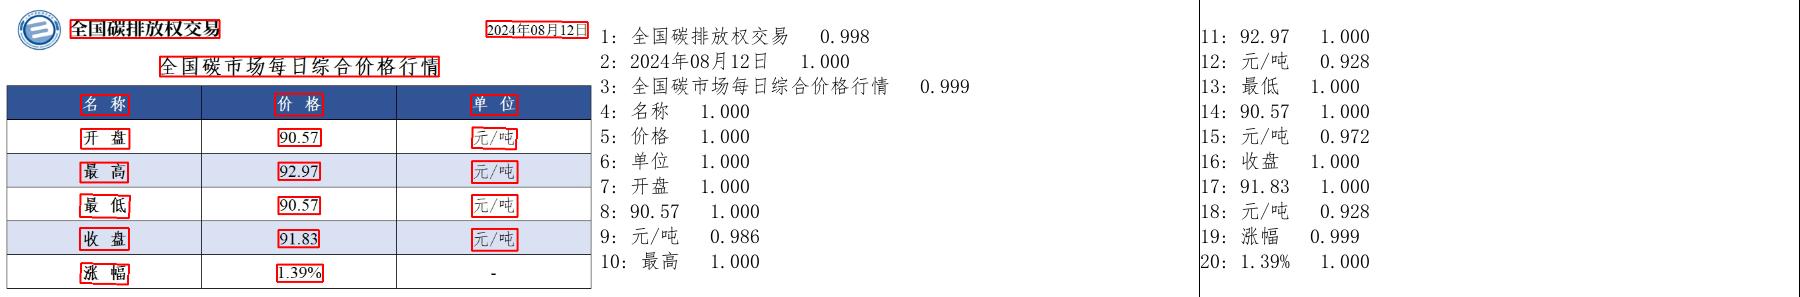 全国碳排放权交易 2024年08月12日
全国碳市场每日综合价格行情
名 称 价 格 单 位
开 盘 90.57 元/吨
最 高 92.97 元/吨
最 低 90.57 元/吨
收 盘 91.83 元/吨
涨 幅 1.39% -
1: 全国碳排放权交易 0.998
2: 2024年08月12日 1.000
3: 全国碳市场每日综合价格行情 0.999
4: 名称 1.000
5: 价格 1.000
6: 单位 1.000
7: 开盘 1.000
8: 90.57 1.000
9: 元/吨 0.986
10: 最高 1.000
11: 92.97 1.000
12: 元/吨 0.928
13: 最低 1.000
14: 90.57 1.000
15: 元/吨 0.972
16: 收盘 1.000
17: 91.83 1.000
18: 元/吨 0.928
19: 涨幅 0.999
20: 1.39% 1.000